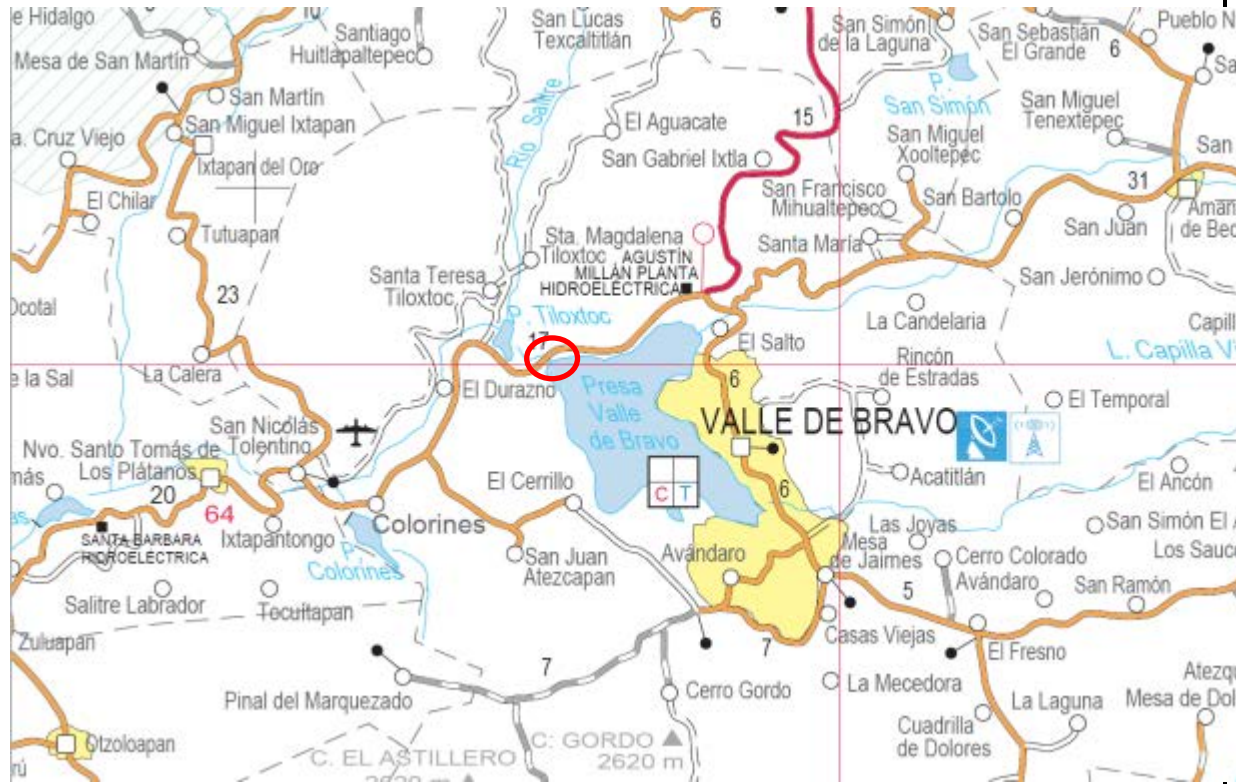 e Hidalgo
10
San Lucas
Texcaltitlán
6
San Simón
de la Laguna
San Sebastián
El Grande
6
Pueblo N
Santiago
Huitlapaltepec
Mesa de San Martín
Sa
San Martín
P.
San Simón
San Miguel
Tenextepec
San Miguel Ixtapan
Río Salitre
El Aguacate
15
a. Cruz Viejo
Ixtapan del Oro
San Gabriel Ixtla
San Miguel
Xooltepec
San
El Chilar
San Francisco
Mihualtepec
San Bartolo
31
Aman
de Bec
Tutuapan
Sta. Magdalena
Tiloxtoc
Santa María
San Juan
AGUSTÍN
MILLÁN PLANTA
HIDROELÉCTRICA
Santa Teresa
Tiloxtoc
San Jerónimo
23
Ocotal
P. Tiloxtoc
17
La Candelaria
Capill
El Salto
L. Capilla V
e la Sal
La Calera
El Durazno
Presa
Valle
de Bravo
6
Rincón
de Estradas
El Temporal
San Nicolás
Tolentino
VALLE DE BRAVO
Nvo. Santo Tomás de
Los Plátanos
más
20
64
El Cerrillo
C T
6
Acatitlán
El Ancón
as
SANTA BARBARA
HIDROELECTRICA
Ixtapantongo
Colorines
P.
Colorines
Las Joyas
San Simón El A
San Juan
Atezcapan
Avándaro
Mesa
de Jaimes
Cerro Colorado
Avándaro
Los Sauce
San Ramón
Salitre Labrador
Tocuitapan
5
Zuluapan
Casas Viejas
7
El Fresno
7
Pinal del Marquezado
Cerro Gordo
La Mecedora
La Laguna
Atezq
Mesa de Dol
Cuadrilla
de Dolores
Otzoloapan
C. EL ASTILLERO
C. GORDO
2620 m
rú